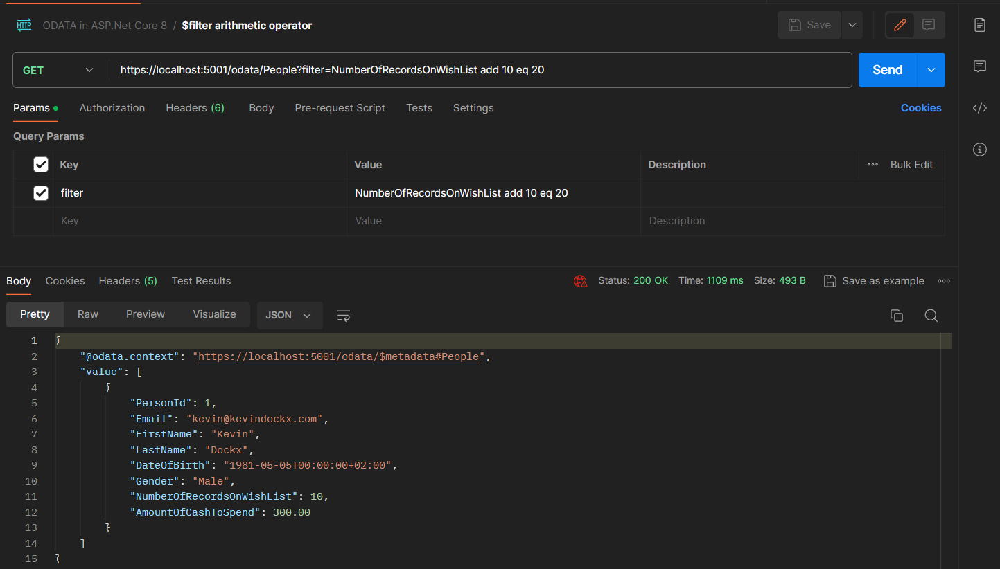 HTTP ODATA in ASP.Net Core 8 / $filter arithmetic operator Save
GET https://localhost:5001/odata/People?filter=NumberOfRecordsOnWishList add 10 eq 20 Send
Params Authorization Headers (6) Body Pre-request Script Tests Settings Cookies
Query Params
Key Value Description Bulk Edit
filter NumberOfRecordsOnWishList add 10 eq 20
Key Value Description
Body Cookies Headers (5) Test Results Status: 200 OK Time: 1109 ms Size: 493 B Save as example
Pretty Raw Preview Visualize JSON
1 {
2 "@odata.context": "https://localhost:5001/odata/$metadata#People",
3 "value": [
4 {
5 "PersonId": 1,
6 "Email": "kevin@kevindockx.com",
7 "FirstName": "Kevin",
8 "LastName": "Dockx",
9 "DateOfBirth": "1981-05-05T00:00:00+02:00",
10 "Gender": "Male",
11 "NumberOfRecordsOnWishList": 10,
12 "AmountOfCashToSpend": 300.00
13 }
14 ]
15 }